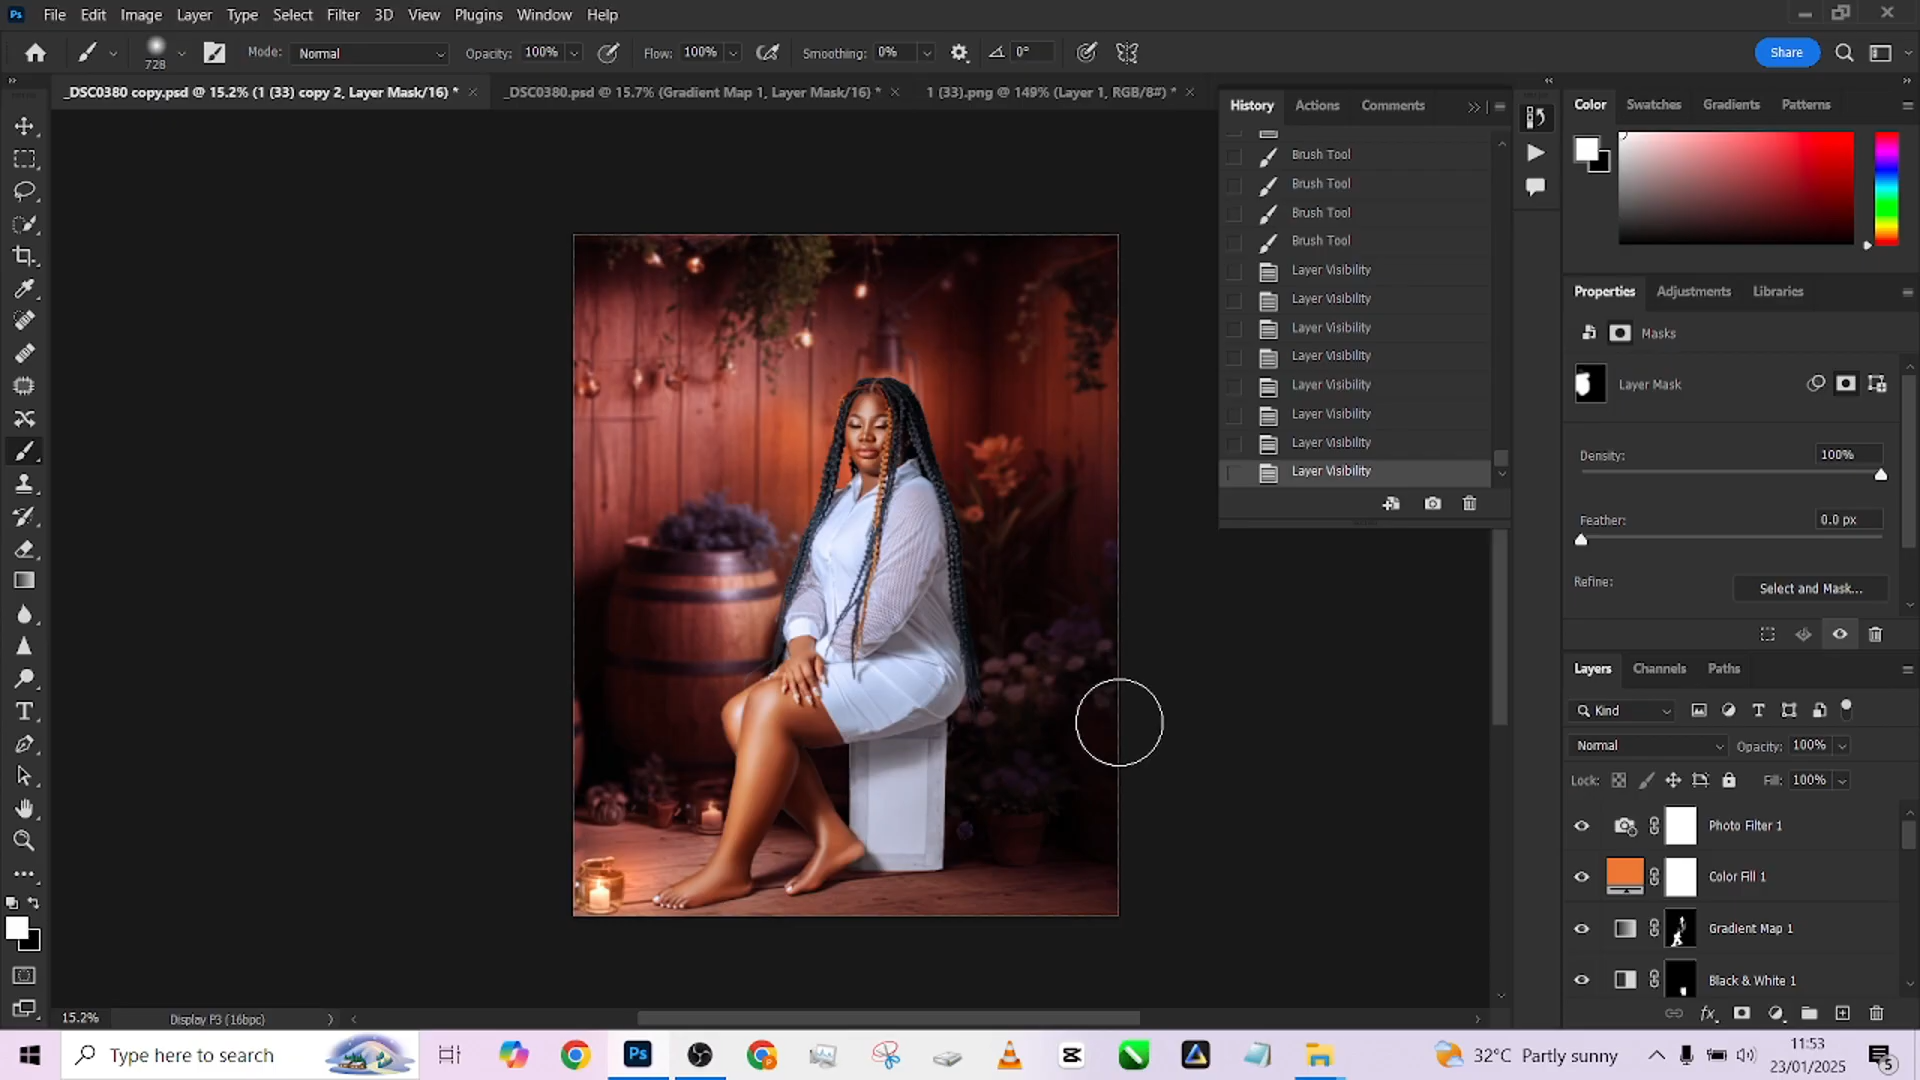 File Edit Image Layer Type Select Filter 3D View Plugins Window Help
728 Mode: Normal Opacity: 100% Flow: 100% Smoothing: 0% 0° Share
_DSC0380 copy.psd @ 15.2% (1 (33) copy 2, Layer Mask/16) * _DSC0380.psd @ 15.7% (Gradient Map 1, Layer Mask/16) * 1 (33).png @ 149% (Layer 1, RGB/8#) *
History Actions Comments
Brush Tool
Brush Tool
Brush Tool
Brush Tool
Layer Visibility
Layer Visibility
Layer Visibility
Layer Visibility
Layer Visibility
Layer Visibility
Layer Visibility
Layer Visibility
Color Swatches Gradients Patterns
Properties Adjustments Libraries
Masks
Layer Mask
Density: 100%
Feather: 0.0 px
Refine: Select and Mask...
Layers Channels Paths
Kind
Normal Opacity: 100%
Lock: Fill: 100%
Photo Filter 1
Color Fill 1
Gradient Map 1
Black & White 1
15.2% Display P3 (16bpc)
Type here to search
32°C Partly sunny
11:53
23/01/2025
5